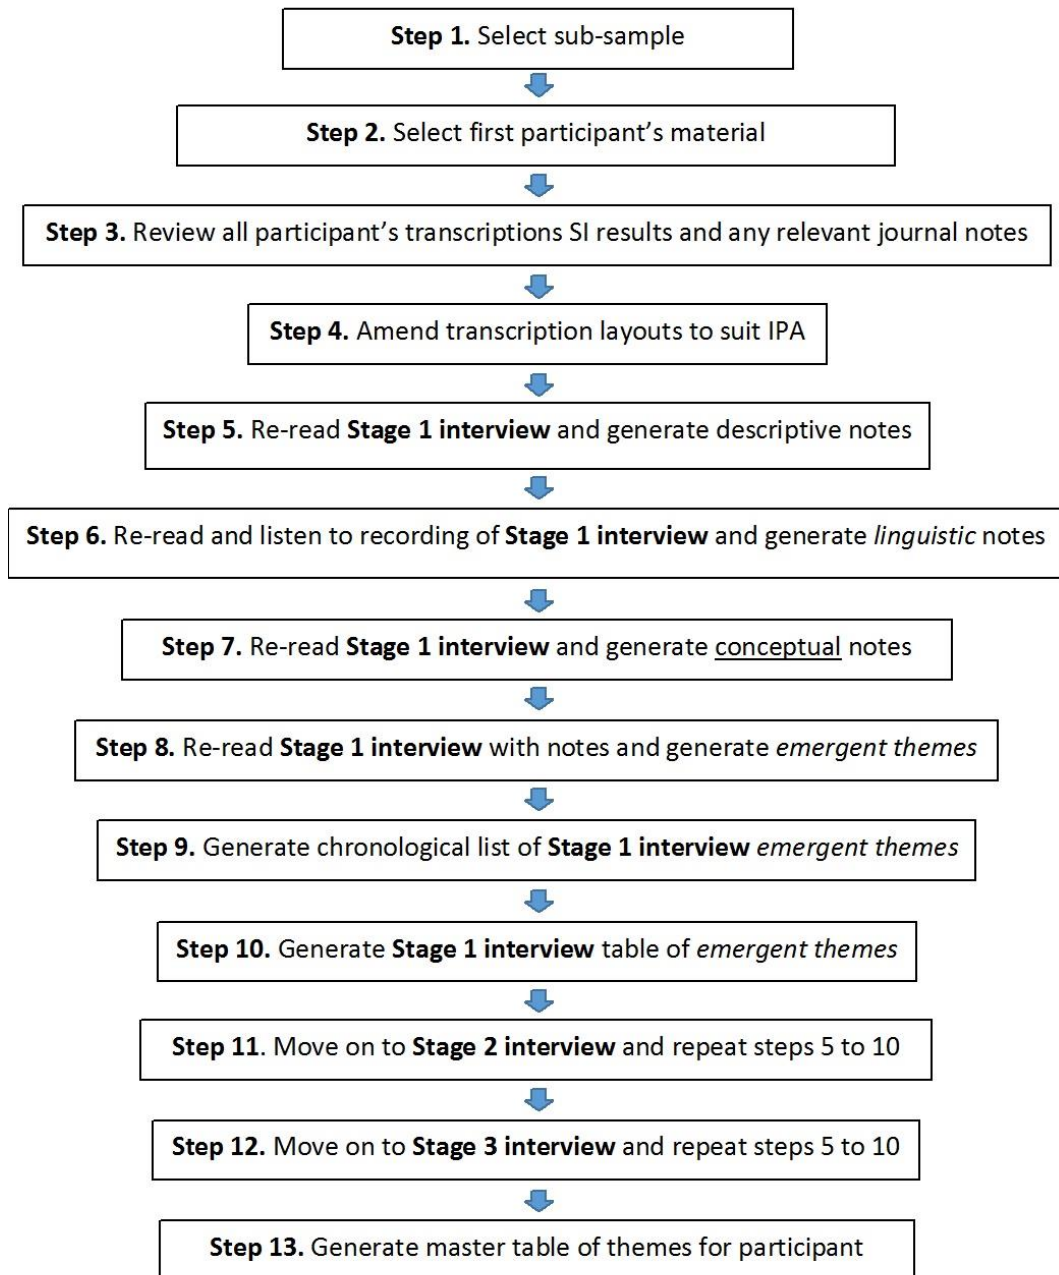 Step 1. Select sub-sample
Step 2. Select first participant’s material
Step 3. Review all participant’s transcriptions SI results and any relevant journal notes
Step 4. Amend transcription layouts to suit IPA
Step 5. Re-read Stage 1 interview and generate descriptive notes
Step 6. Re-read and listen to recording of Stage 1 interview and generate linguistic notes
Step 7. Re-read Stage 1 interview and generate conceptual notes
Step 8. Re-read Stage 1 interview with notes and generate emergent themes
Step 9. Generate chronological list of Stage 1 interview emergent themes
Step 10. Generate Stage 1 interview table of emergent themes
Step 11. Move on to Stage 2 interview and repeat steps 5 to 10
Step 12. Move on to Stage 3 interview and repeat steps 5 to 10
Step 13. Generate master table of themes for participant